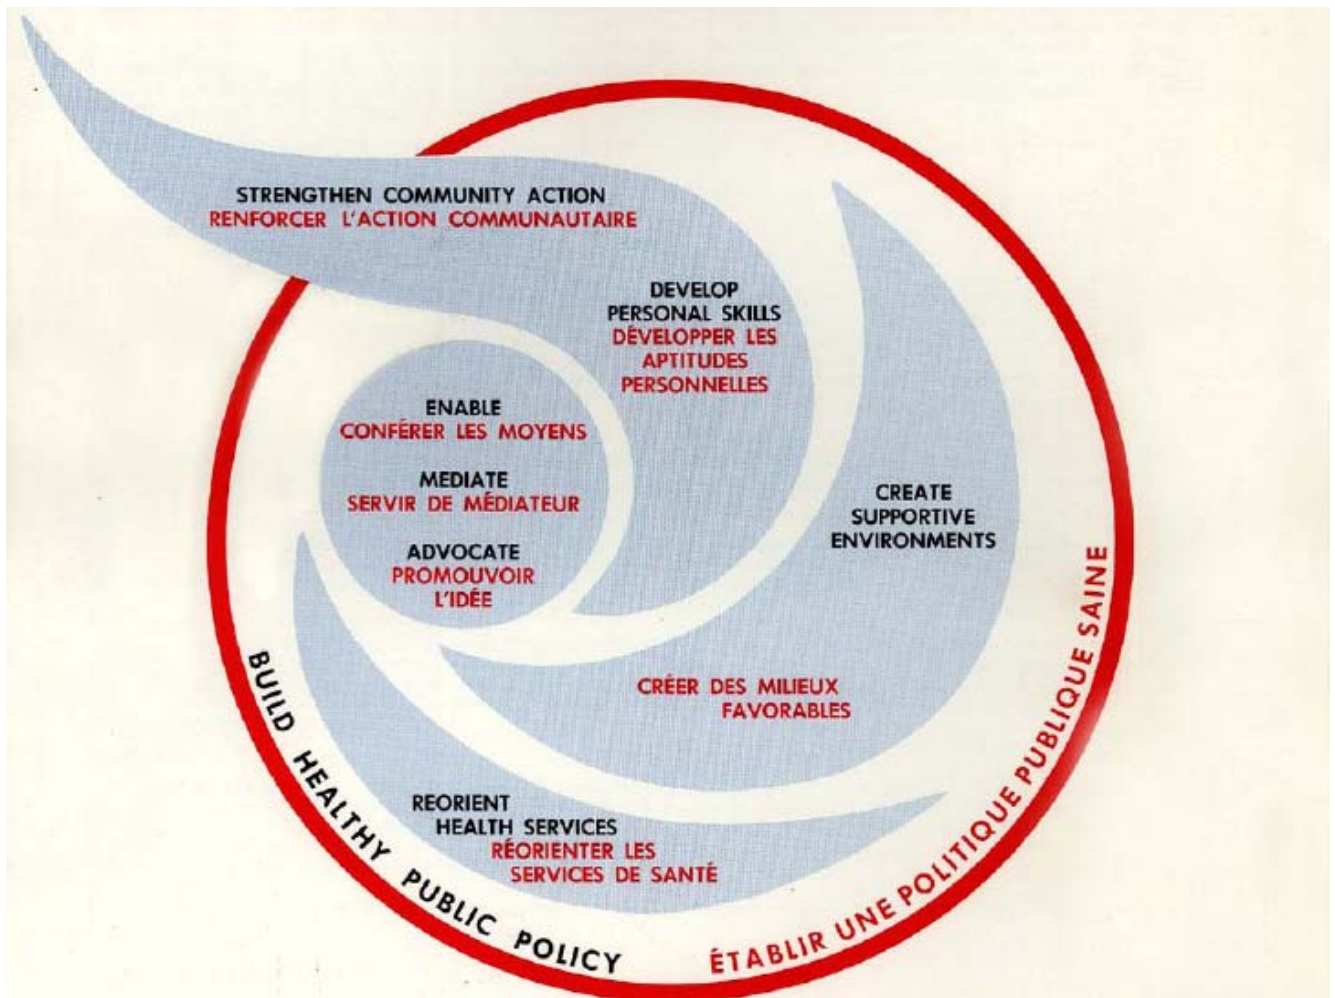 STRENGTHEN COMMUNITY ACTION
RENFORCER L'ACTION COMMUNAUTAIRE
DEVELOP
PERSONAL SKILLS
DÉVELOPPER LES
APTITUDES
PERSONNELLES
ENABLE
CONFÉRER LES MOYENS
MEDIATE
SERVIR DE MÉDIATEUR
ADVOCATE
PROMOUVOIR
L'IDÉE
CREATE
SUPPORTIVE
ENVIRONMENTS
CRÉER DES MILIEUX
FAVORABLES
REORIENT
HEALTH SERVICES
RÉORIENTER LES
SERVICES DE SANTÉ
BUILD HEALTHY PUBLIC POLICY
ÉTABLIR UNE POLITIQUE PUBLIQUE SAINE